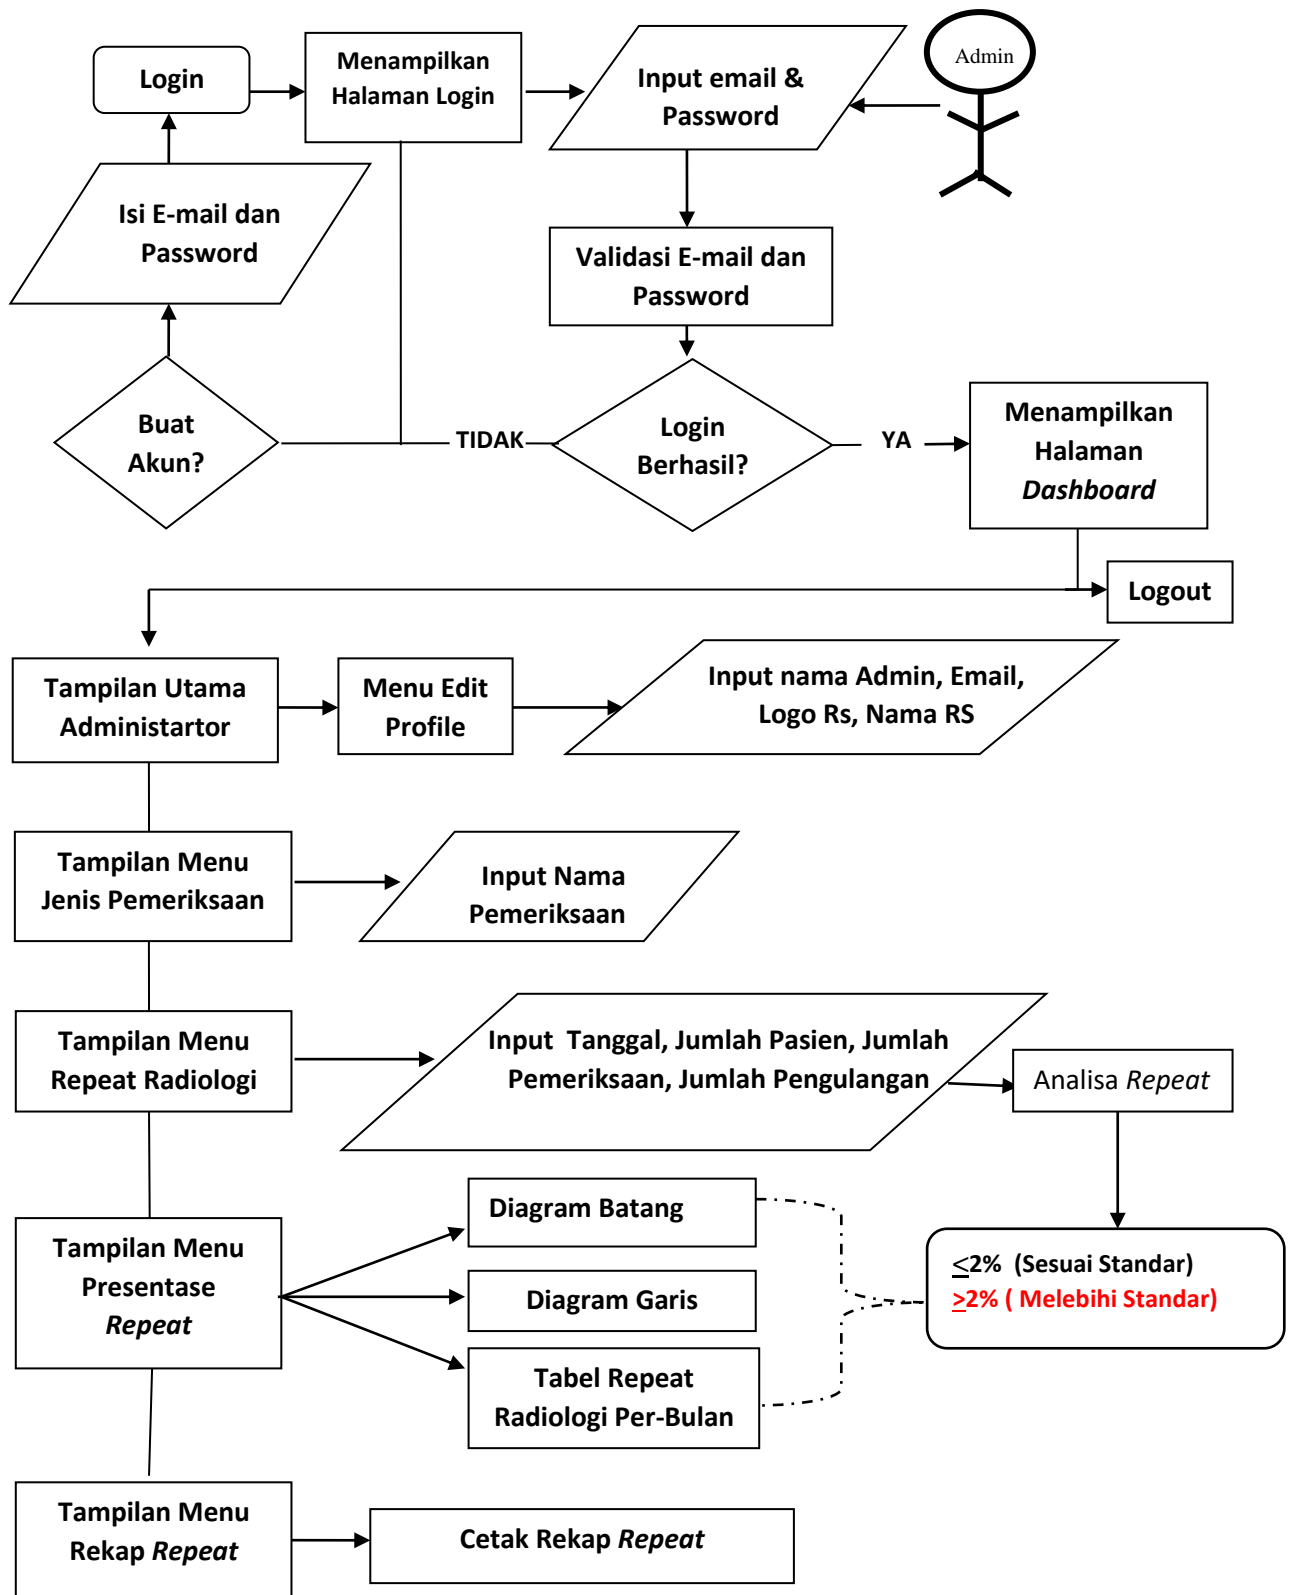 Login
Menampilkan
Halaman Login
Input email &
Password
Admin
Isi E-mail dan
Password
Validasi E-mail dan
Password
Buat
Akun?
TIDAK
Login
Berhasil?
YA
Menampilkan
Halaman
Dashboard
Logout
Tampilan Utama
Administartor
Menu Edit
Profile
Input nama Admin, Email,
Logo Rs, Nama RS
Tampilan Menu
Jenis Pemeriksaan
Input Nama
Pemeriksaan
Tampilan Menu
Repeat Radiologi
Input Tanggal, Jumlah Pasien, Jumlah
Pemeriksaan, Jumlah Pengulangan
Analisa Repeat
Tampilan Menu
Presentase
Repeat
Diagram Batang
Diagram Garis
Tabel Repeat
Radiologi Per-Bulan
<2% (Sesuai Standar)
>2% ( Melebihi Standar)
Tampilan Menu
Rekap Repeat
Cetak Rekap Repeat